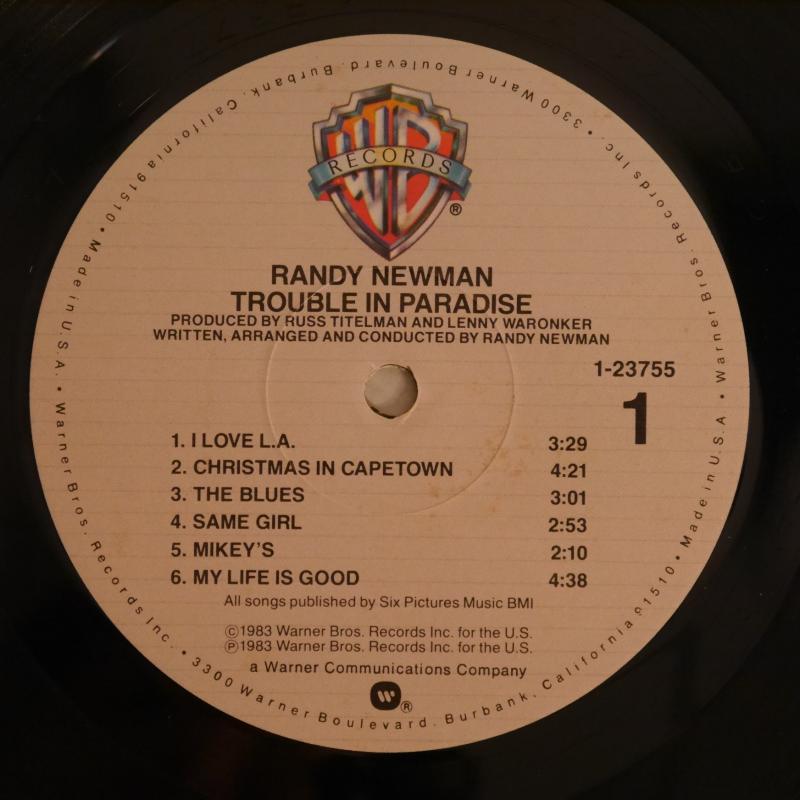 WB
RECORDS
®
RANDY NEWMAN
TROUBLE IN PARADISE
PRODUCED BY RUSS TITELMAN AND LENNY WARONKER
WRITTEN, ARRANGED AND CONDUCTED BY RANDY NEWMAN
1-23755
1
1. I LOVE L.A. 3:29
2. CHRISTMAS IN CAPETOWN 4:21
3. THE BLUES 3:01
4. SAME GIRL 2:53
5. MIKEY'S 2:10
6. MY LIFE IS GOOD 4:38
All songs published by Six Pictures Music BMI
©1983 Warner Bros. Records Inc. for the U.S.
℗1983 Warner Bros. Records Inc. for the U.S.
a Warner Communications Company
®
Warner Bros. Records Inc. • 3300 Warner Boulevard. Burbank, California 91510 • Made in U.S.A. •
Warner Bros. Records Inc. • 3300 Warner Boulevard. Burbank, California 91510 • Made in U.S.A •